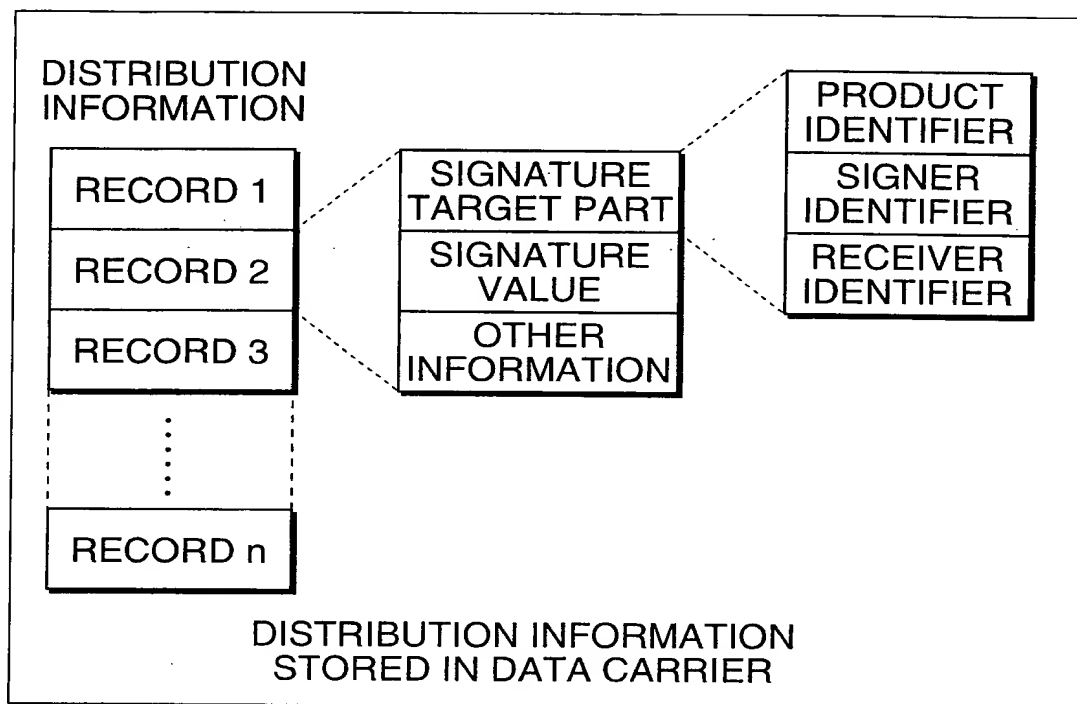 DISTRIBUTION
INFORMATION
RECORD 1
RECORD 2
RECORD 3
RECORD n
SIGNATURE
TARGET PART
SIGNATURE
VALUE
OTHER
INFORMATION
PRODUCT
IDENTIFIER
SIGNER
IDENTIFIER
RECEIVER
IDENTIFIER
DISTRIBUTION INFORMATION
STORED IN DATA CARRIER